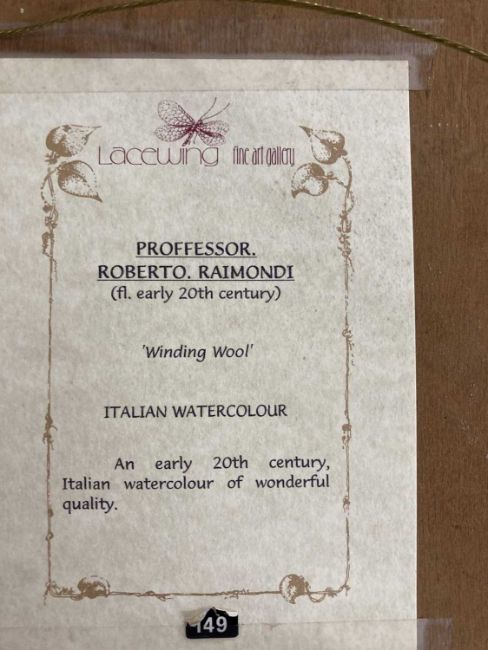 Lacewing fine art gallery
PROFFESSOR.
ROBERTO. RAIMONDI
(fl. early 20th century)
'Winding Wool'
ITALIAN WATERCOLOUR
An early 20th century,
Italian watercolour of wonderful
quality.
149